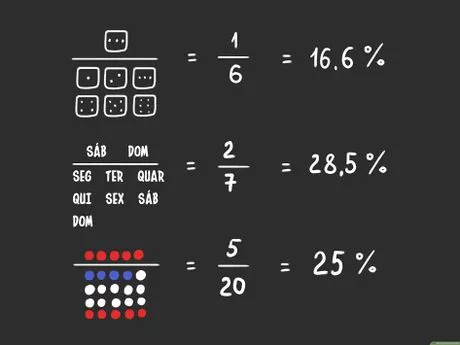 = 1/6 = 16.6 %
SÁB DOM
SEG TER QUAR
QUI SEX SÁB
DOM
= 2/7 = 28,5 %
= 5/20 = 25 %